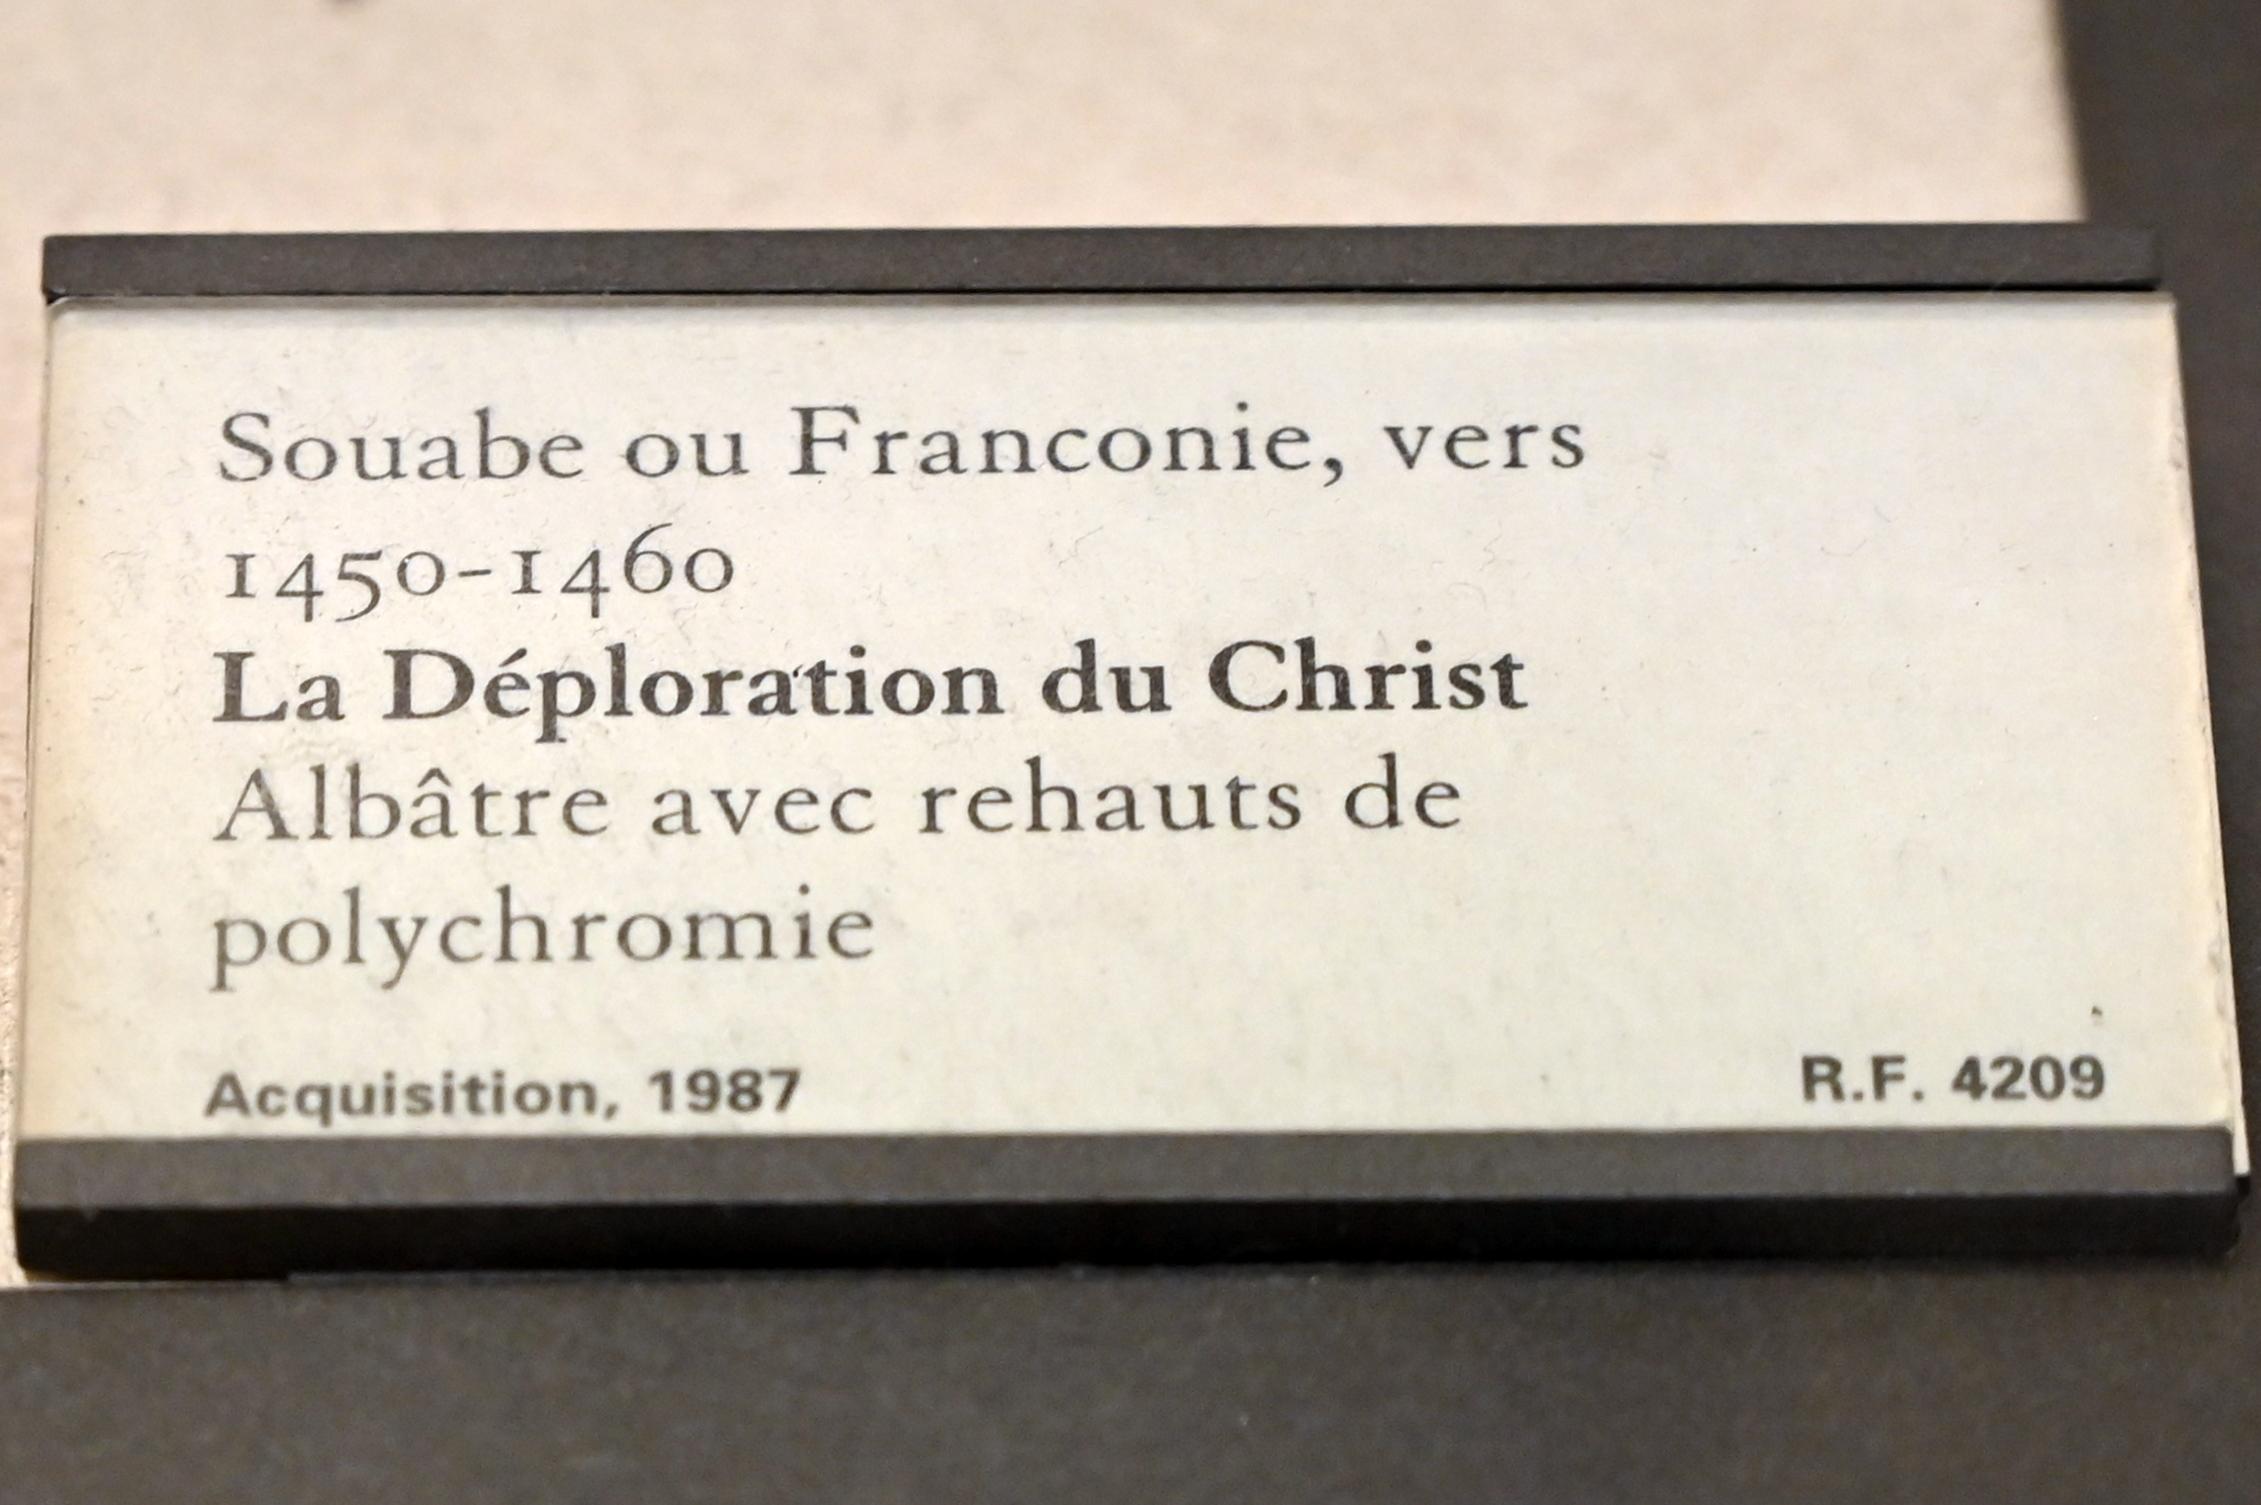 Souabe ou Franconie, vers
1450-1460
La Déploration du Christ
Albâtre avec rehauts de
polychromie
Acquisition, 1987 R.F. 4209